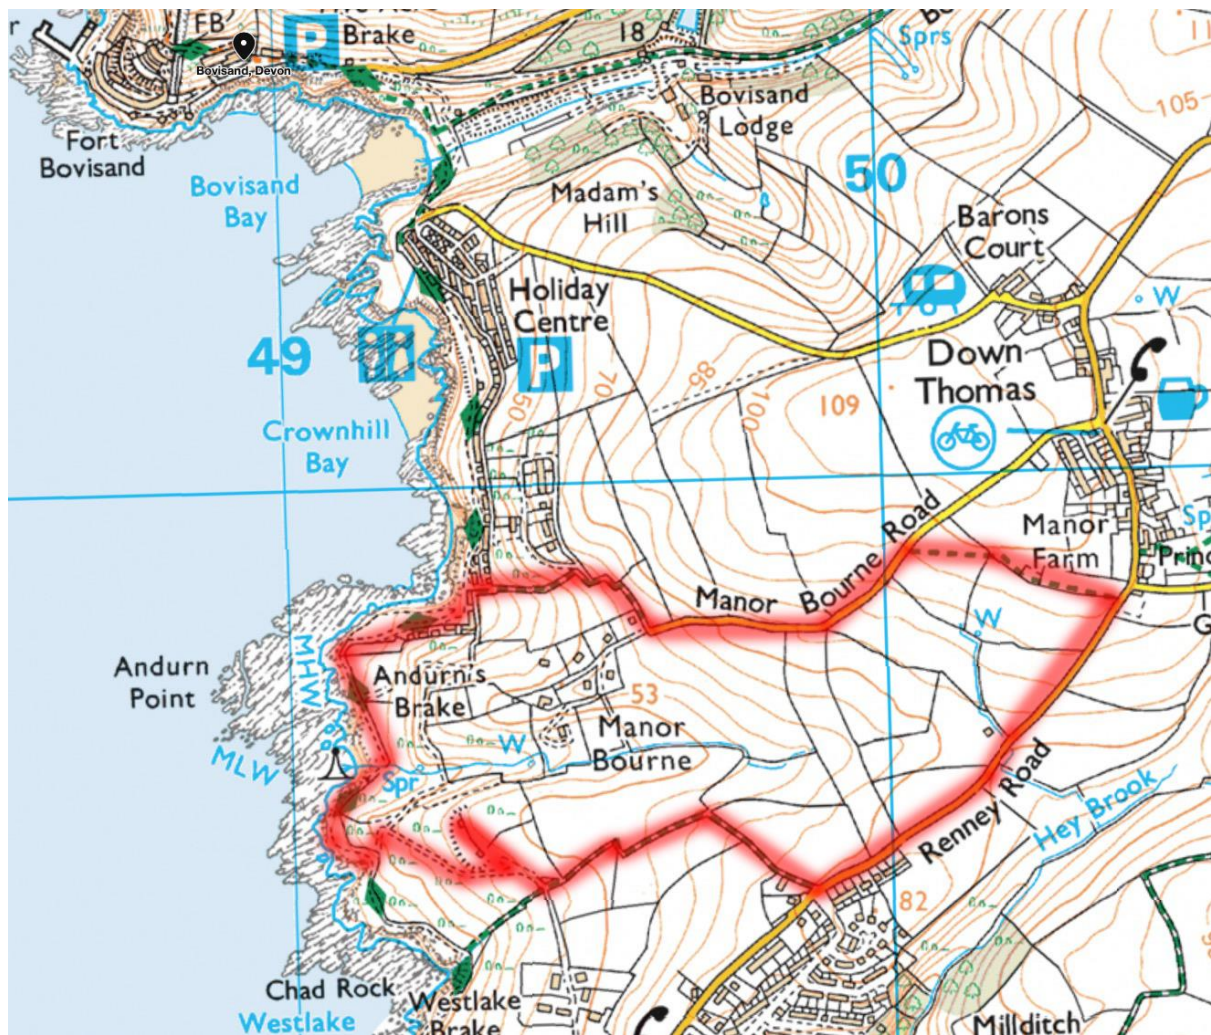 FB
Brake
18
P
Bovisand, Devon
Sprs
105
Bovisand
Lodge
Fort
Bovisand
Bovisand
Bay
50
Madam's
Hill
Barons
Court
W
Holiday
Centre
P
49
Down
Thomas
70
85
100
50
109
Crownhill
Bay
Manor
Farm
Manor Bourne Road
W
MHW
Andurn
Point
Andurn's
Brake
53
Manor
Bourne
W
MLW
Spr
Renney Road
Hey Brook
82
Chad Rock
Westlake
Westlake
Brake
Millditch